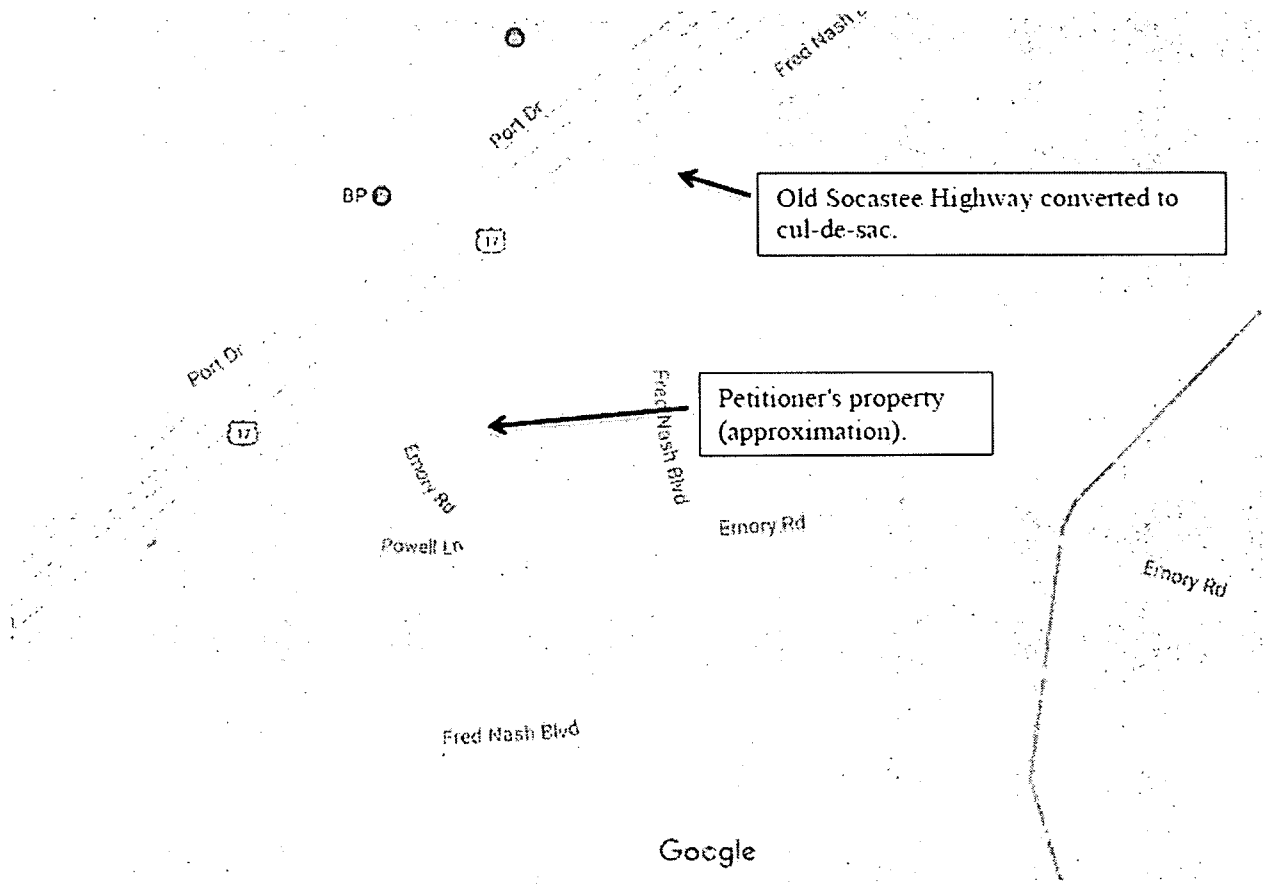 Fred Nash
Port Dr
BP
Old Socastee Highway converted to
cul-de-sac.
17
Port Dr
17
Petitioner's property
(approximation).
Fred Nash Blvd
Emory Rd
Emory Rd
Powell Ln
Emory Rd
Fred Nash Blvd
Google